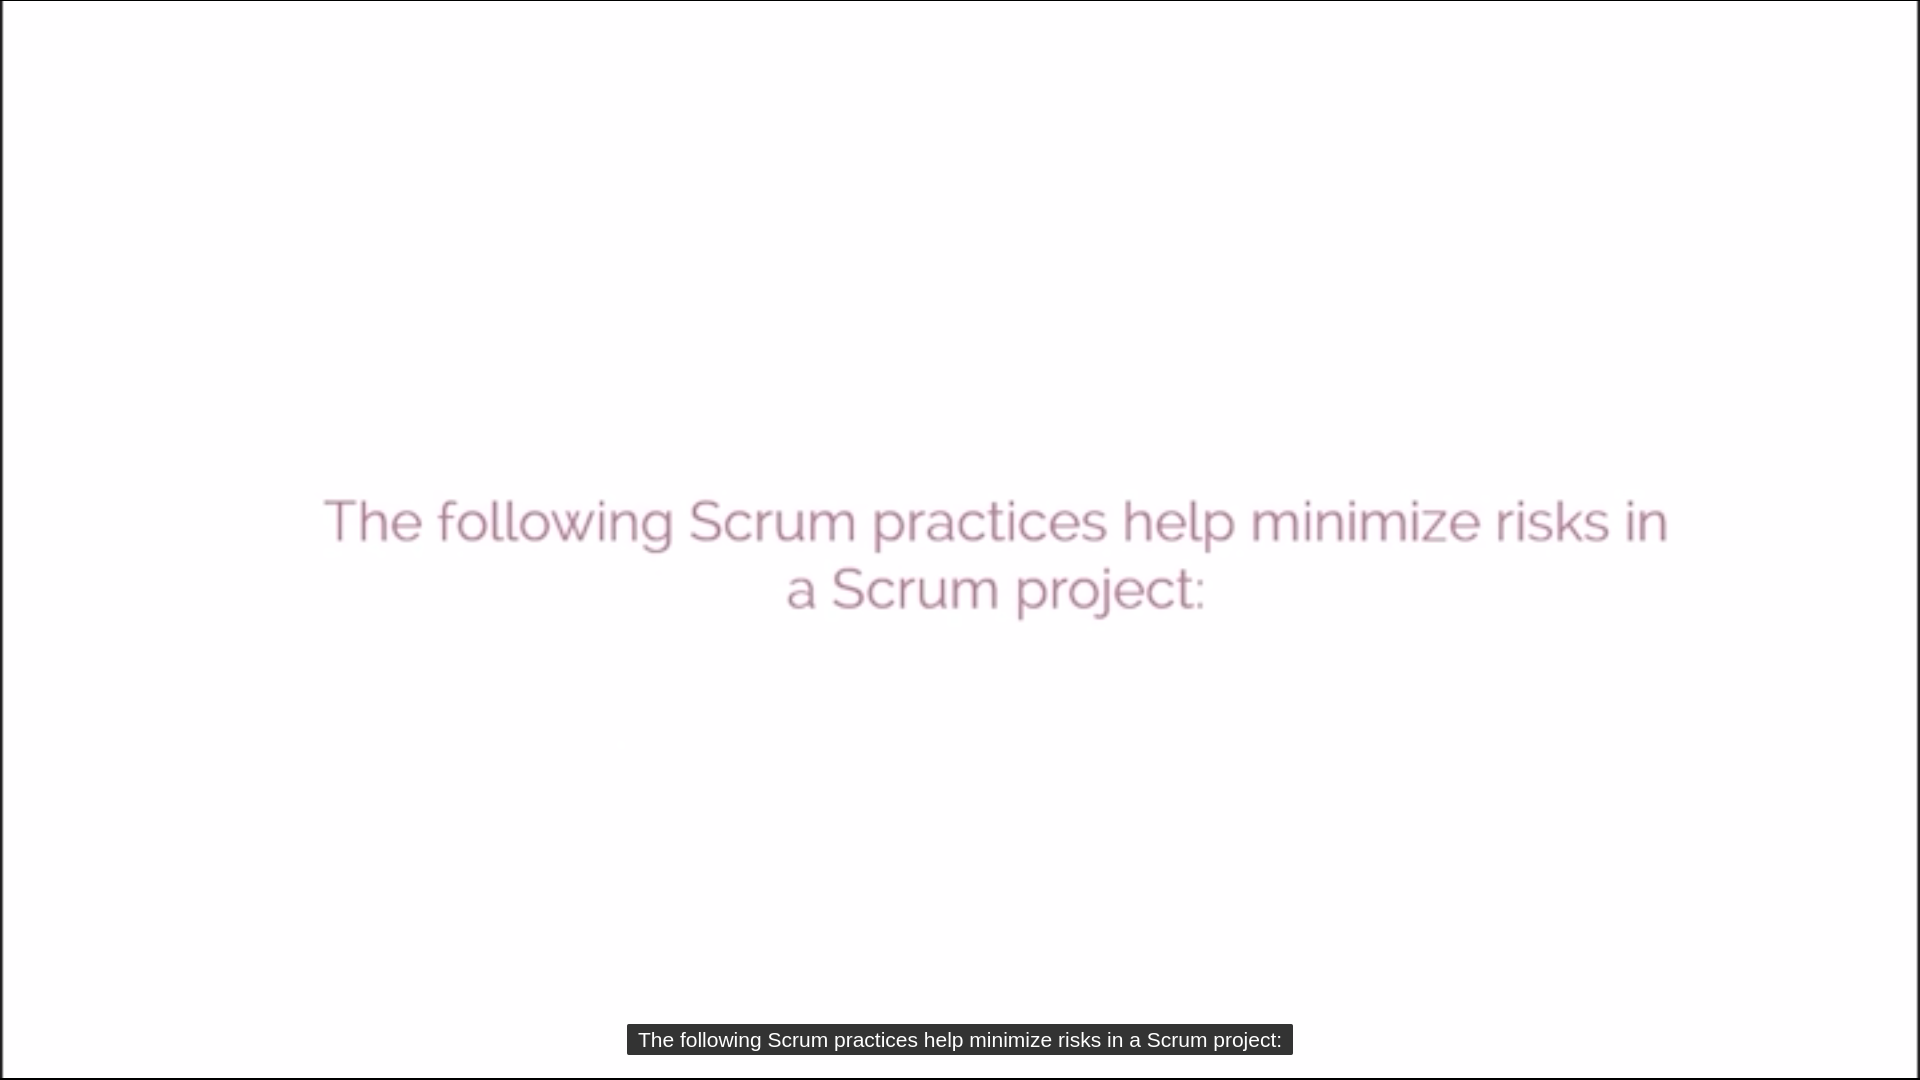 The following Scrum practices help minimize risks in
a Scrum project:
The following Scrum practices help minimize risks in a Scrum project: